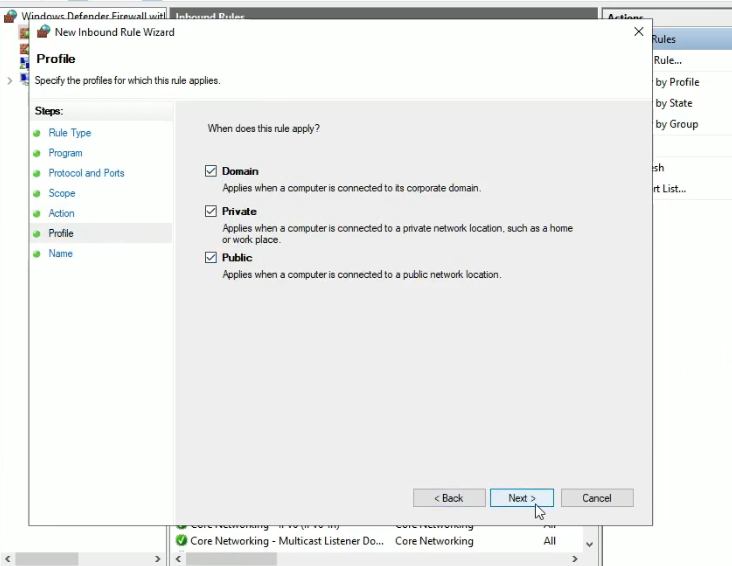 Windows Defender Firewall wit
Inbound Rules
Actions
New Inbound Rule Wizard
Rules
Rule...
by Profile
by State
by Group
esh
rt List...
Profile
Specify the profiles for which this rule applies.
Steps:
Rule Type
Program
Protocol and Ports
Scope
Action
Profile
Name
When does this rule apply?
Domain
Applies when a computer is connected to its corporate domain.
Private
Applies when a computer is connected to a private network location, such as a home
or work place.
Public
Applies when a computer is connected to a public network location.
< Back
Next >
Cancel
Core Networking - IPv6 (IPv6-In) Core Networking All
Core Networking - Multicast Listener Do... Core Networking All